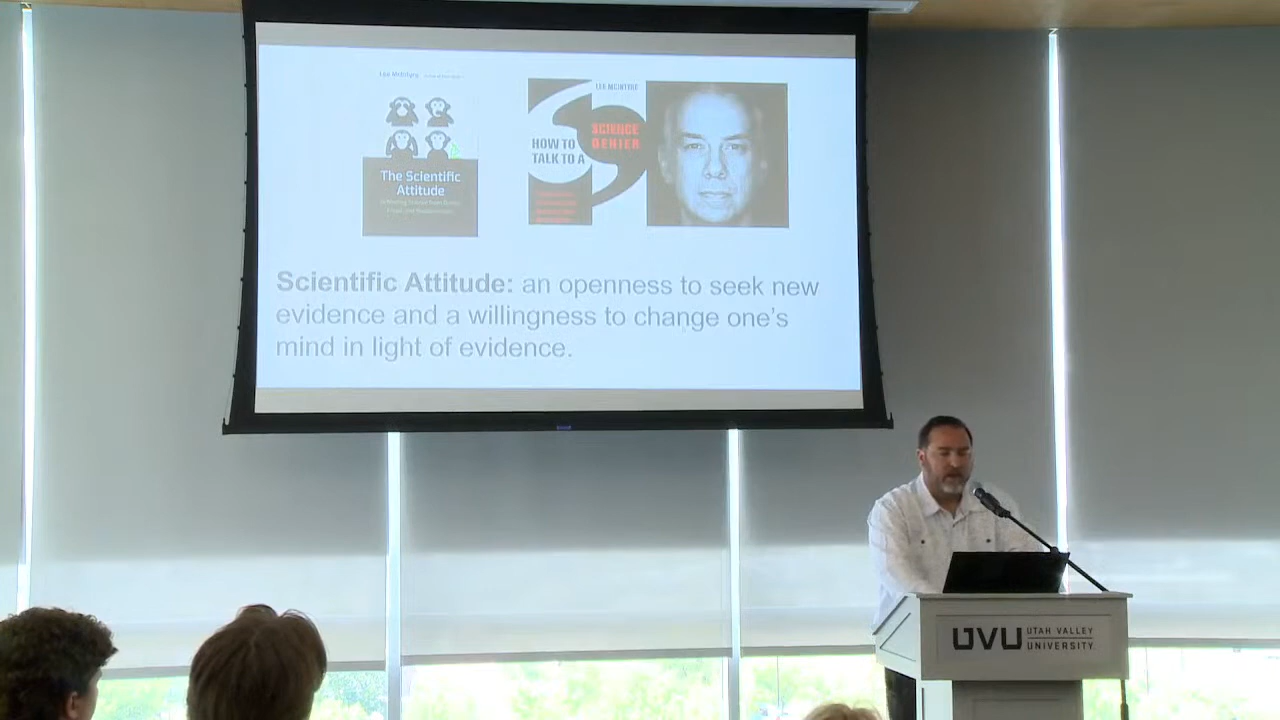 Lee McIntyre
The Scientific
Attitude
LEE MCINTYRE
HOW TO
TALK TO A
SCIENCE
DENIER
Scientific Attitude: an openness to seek new
evidence and a willingness to change one's
mind in light of evidence.
UVU UTAH VALLEY
UNIVERSITY